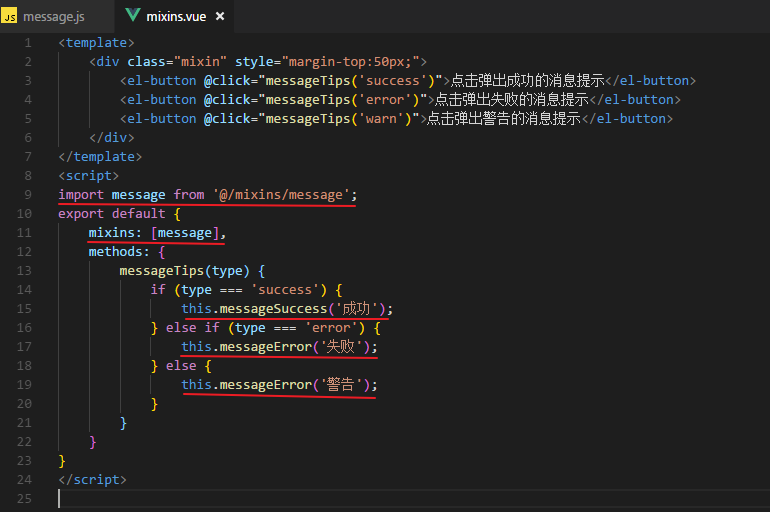 JS message.js mixins.vue ×
1 <template>
2     <div class="mixin" style="margin-top:50px;">
3         <el-button @click="messageTips('success')">点击弹出成功的消息提示</el-button>
4         <el-button @click="messageTips('error')">点击弹出失败的消息提示</el-button>
5         <el-button @click="messageTips('warn')">点击弹出警告的消息提示</el-button>
6     </div>
7 </template>
8 <script>
9 import message from '@/mixins/message';
10 export default {
11     mixins: [message],
12     methods: {
13         messageTips(type) {
14             if (type === 'success') {
15                 this.messageSuccess('成功');
16             } else if (type === 'error') {
17                 this.messageError('失败');
18             } else {
19                 this.messageError('警告');
20             }
21         }
22     }
23 }
24 </script>
25